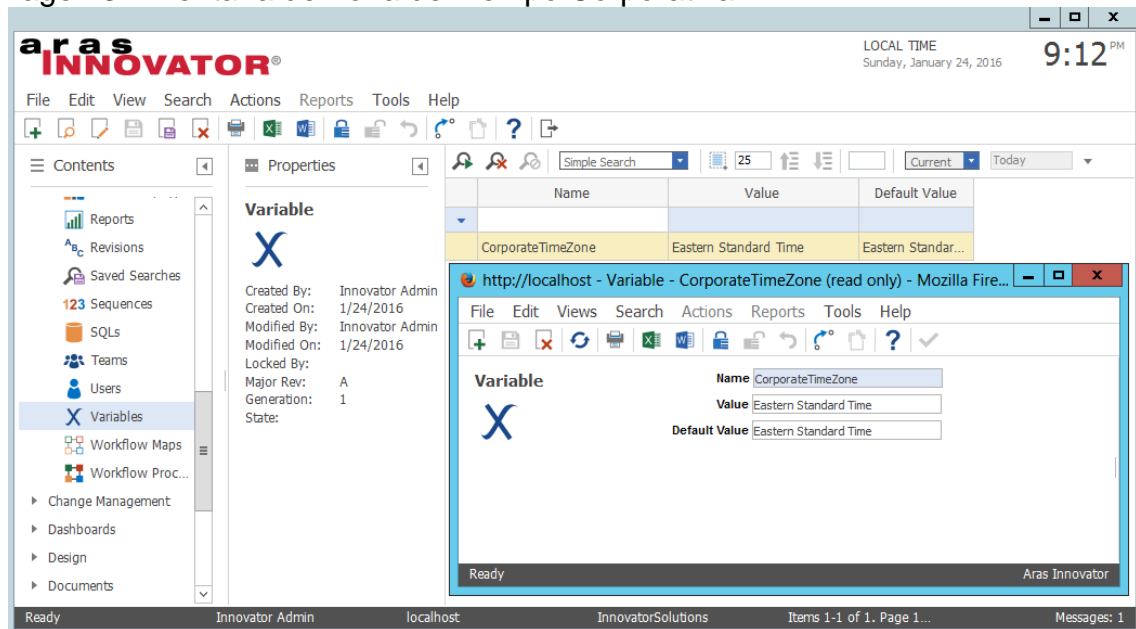 aras
INNOVATOR®
LOCAL TIME
Sunday, January 24, 2016
9:12 PM
File Edit View Search Actions Reports Tools Help
Contents
Reports
Revisions
Saved Searches
123 Sequences
SQLs
Teams
Users
Variables
Workflow Maps
Workflow Proc...
Change Management
Dashboards
Design
Documents
Properties
Variable
Created By: Innovator Admin
Created On: 1/24/2016
Modified By: Innovator Admin
Modified On: 1/24/2016
Locked By:
Major Rev: A
Generation: 1
State:
Simple Search 25 Current Today
Name Value Default Value
CorporateTimeZone Eastern Standard Time Eastern Standar...
http://localhost - Variable - CorporateTimeZone (read only) - Mozilla Fire...
File Edit Views Search Actions Reports Tools Help
Variable
Name CorporateTimeZone
Value Eastern Standard Time
Default Value Eastern Standard Time
Ready Aras Innovator
Ready Innovator Admin localhost InnovatorSolutions Items 1-1 of 1. Page 1... Messages: 1